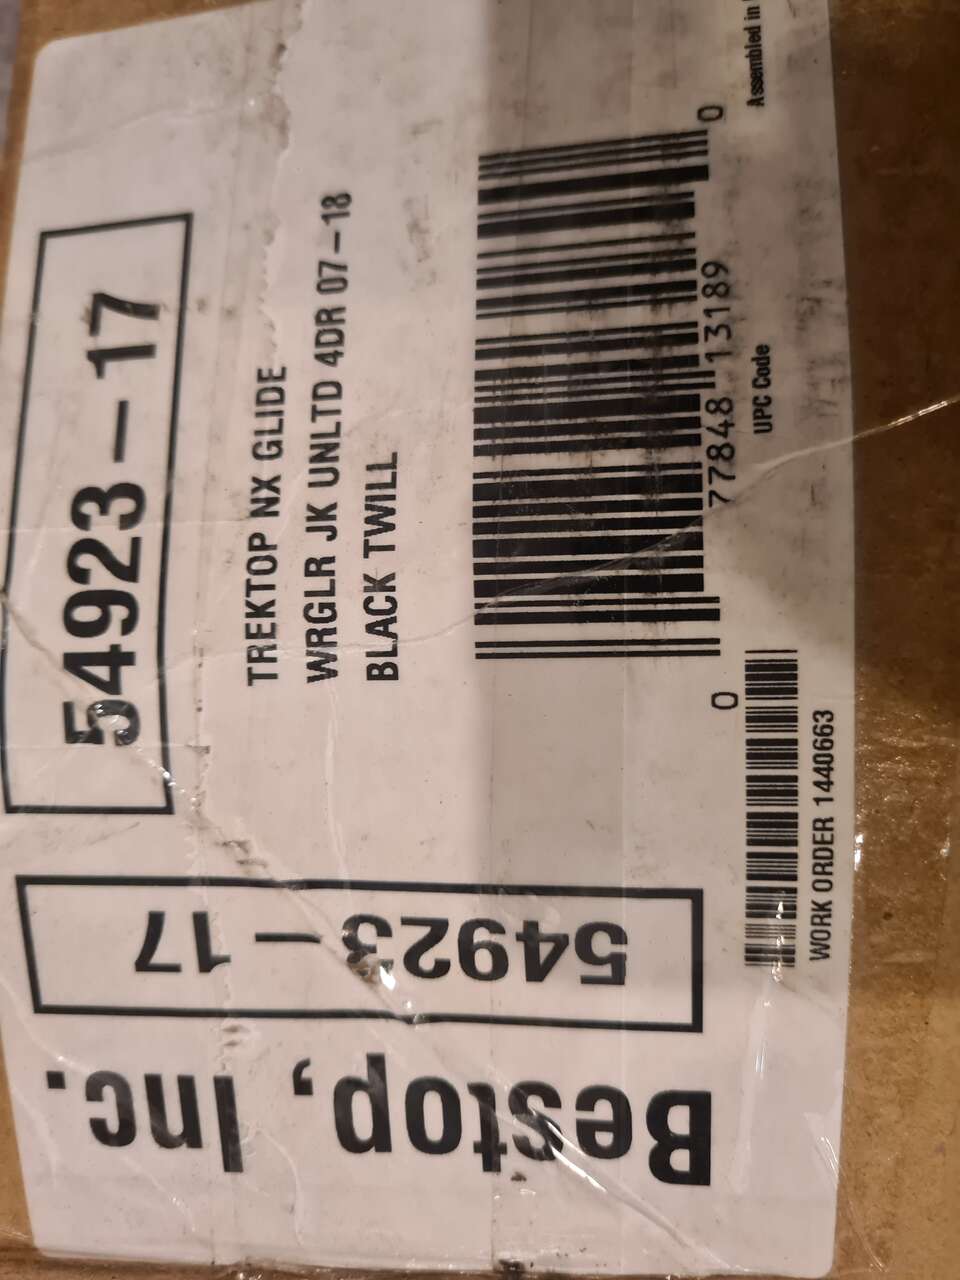 54923-17
TREKTOP NX GLIDE
WRGLR JK UNLTD 4DR 07-18
BLACK TWILL
0 77848 13189 0
UPC Code
Assembled in
WORK ORDER 1440663
54923-17
Bestop, Inc.